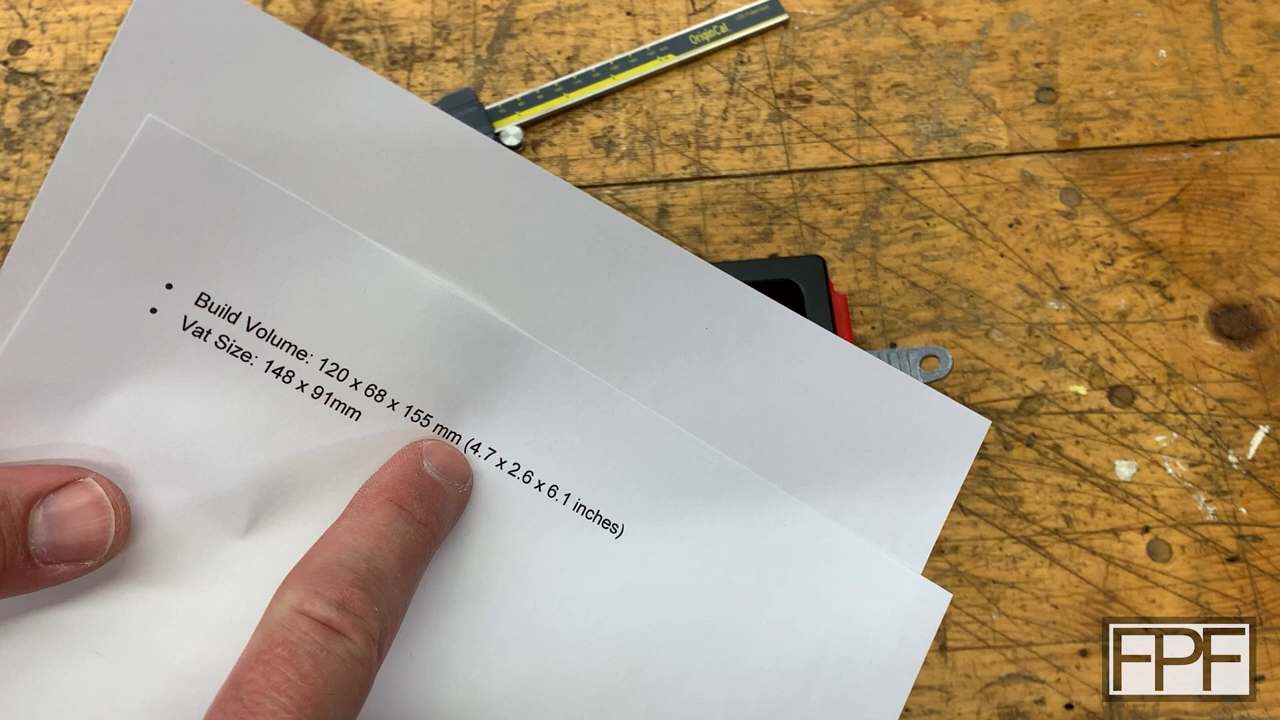 OriginCal
• Build Volume: 120 x 68 x 155 mm (4.7 x 2.6 x 6.1 inches)
• Vat Size: 148 x 91mm
FPF